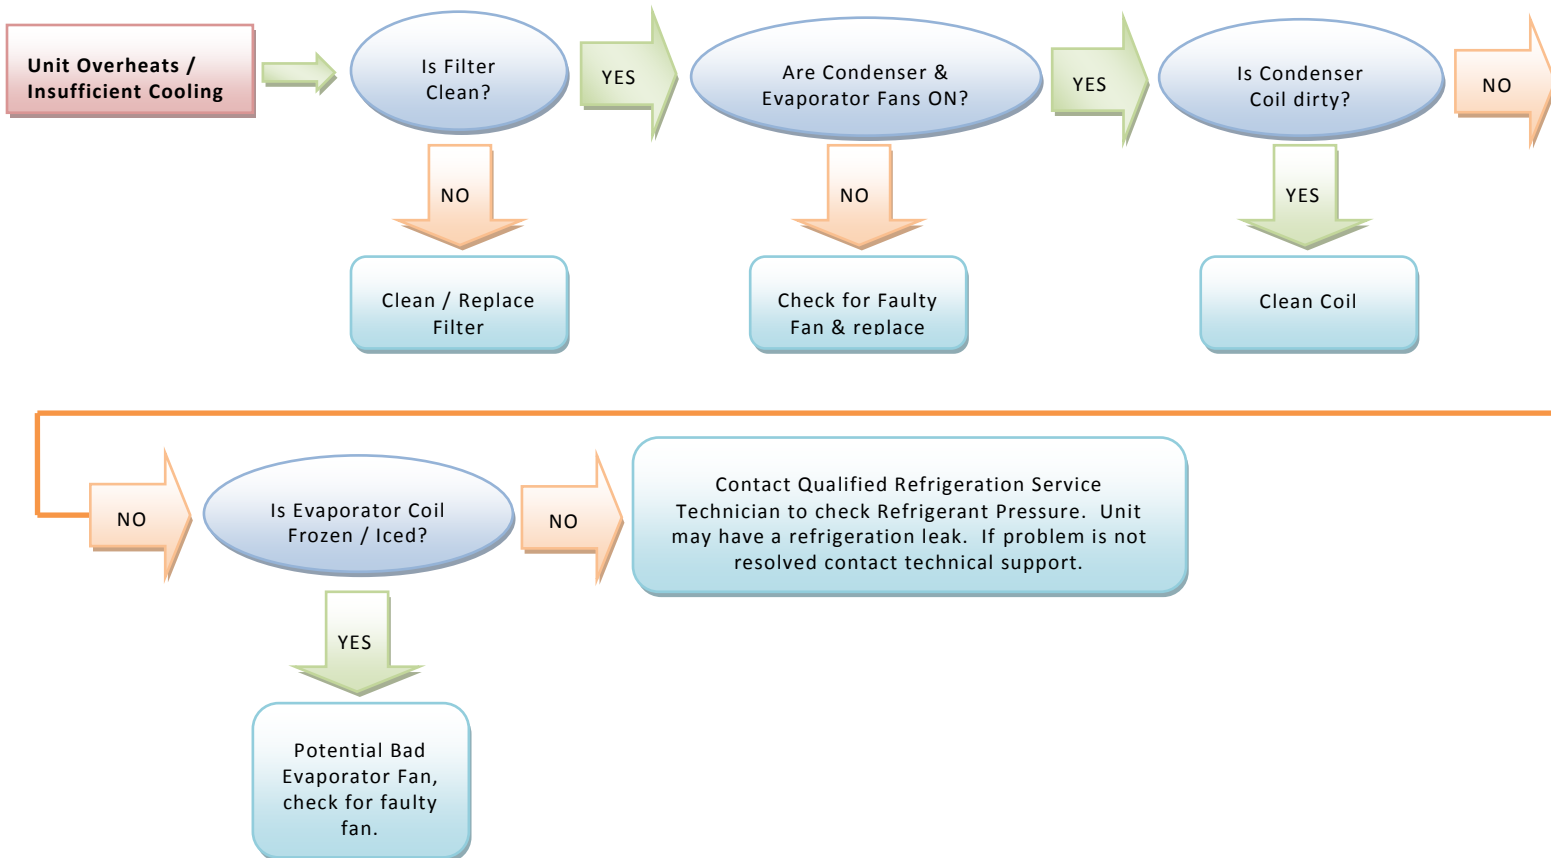 Unit Overheats /
Insufficient Cooling
Is Filter
Clean?
YES
Are Condenser &
Evaporator Fans ON?
YES
Is Condenser
Coil dirty?
NO
NO
NO
YES
Clean / Replace
Filter
Check for Faulty
Fan & replace
Clean Coil
NO
Is Evaporator Coil
Frozen / Iced?
NO
Contact Qualified Refrigeration Service
Technician to check Refrigerant Pressure.  Unit
may have a refrigeration leak.  If problem is not
resolved contact technical support.
YES
Potential Bad
Evaporator Fan,
check for faulty
fan.